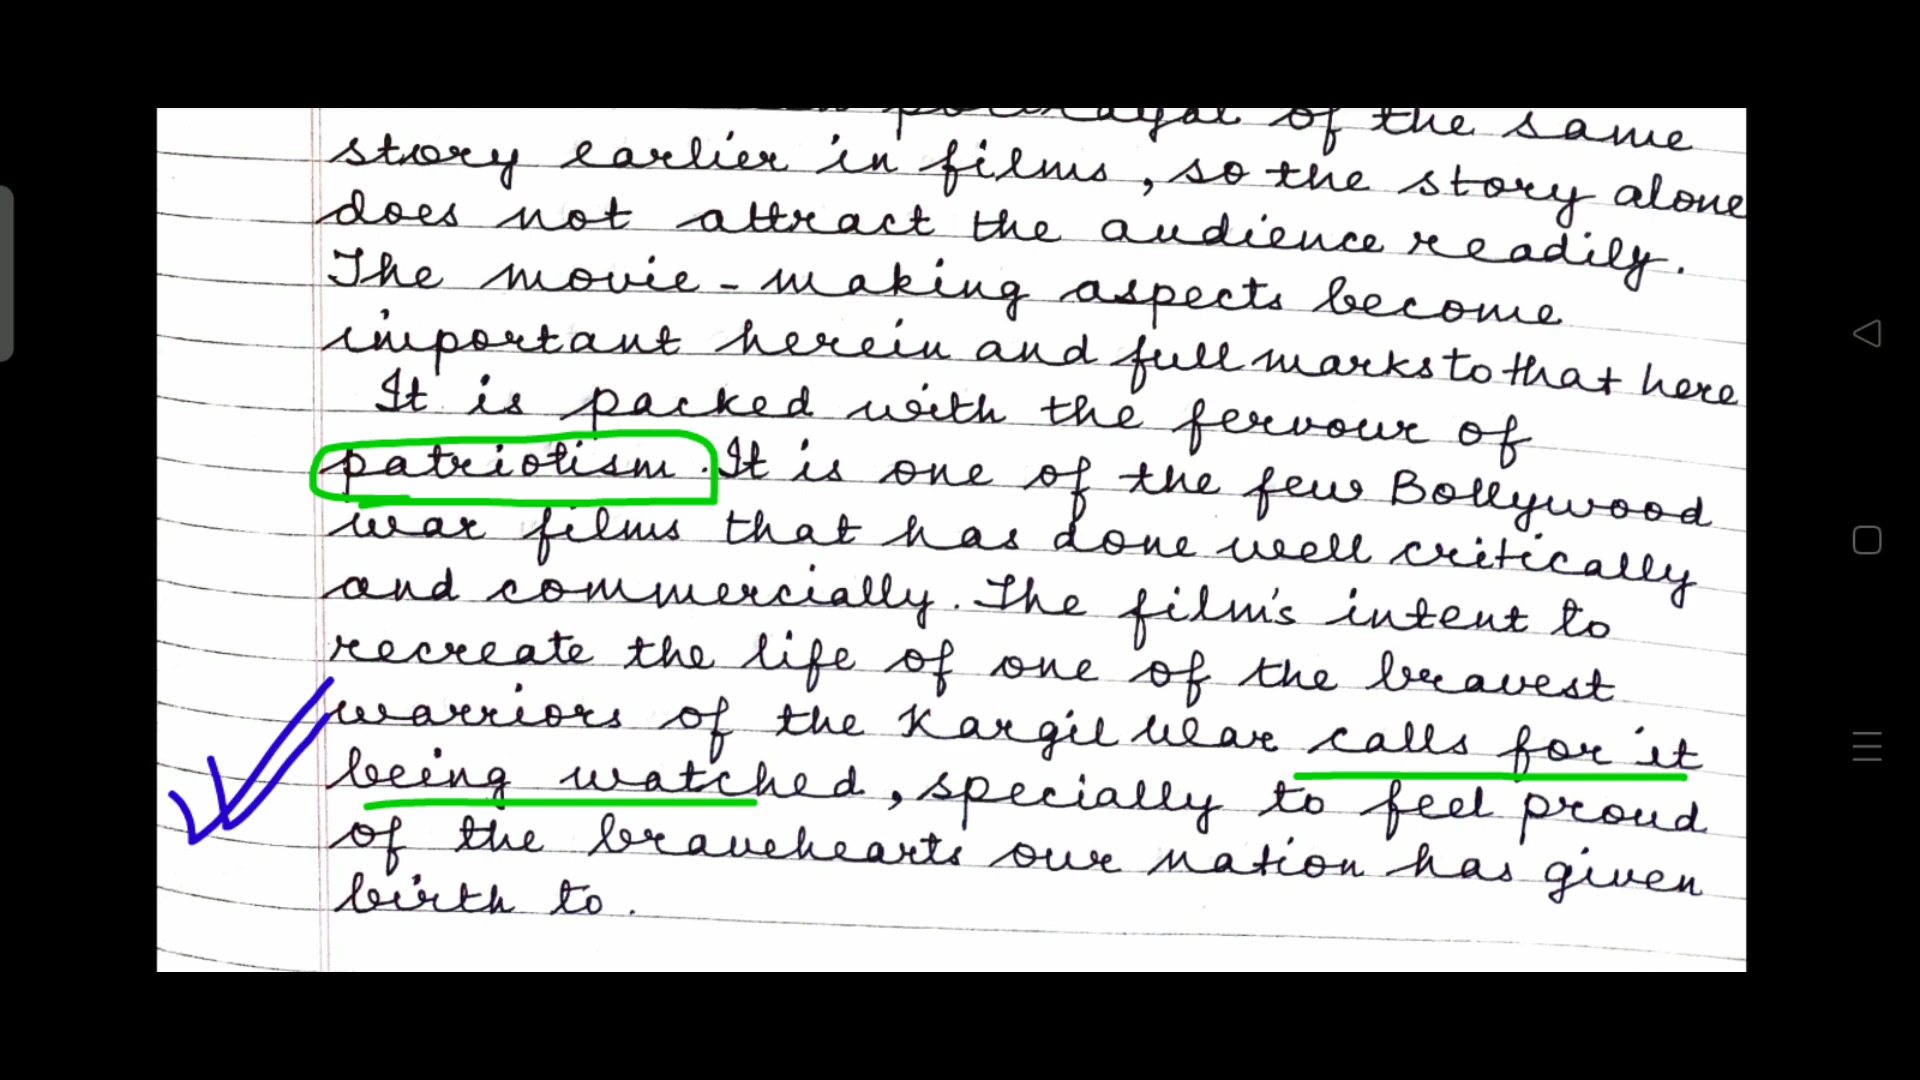 portrayal of the same
story earlier in films, so the story alone
does not attract the audience readily.
The movie-making aspects become
important herein and full marks to that here
It is packed with the fervour of
patriotism. It is one of the few Bollywood
war films that has done well critically
and commercially. The film's intent to
recreate the life of one of the bravest
warriors of the Kargil War calls for it
being watched, specially to feel proud
of the bravehearts our nation has given
birth to.